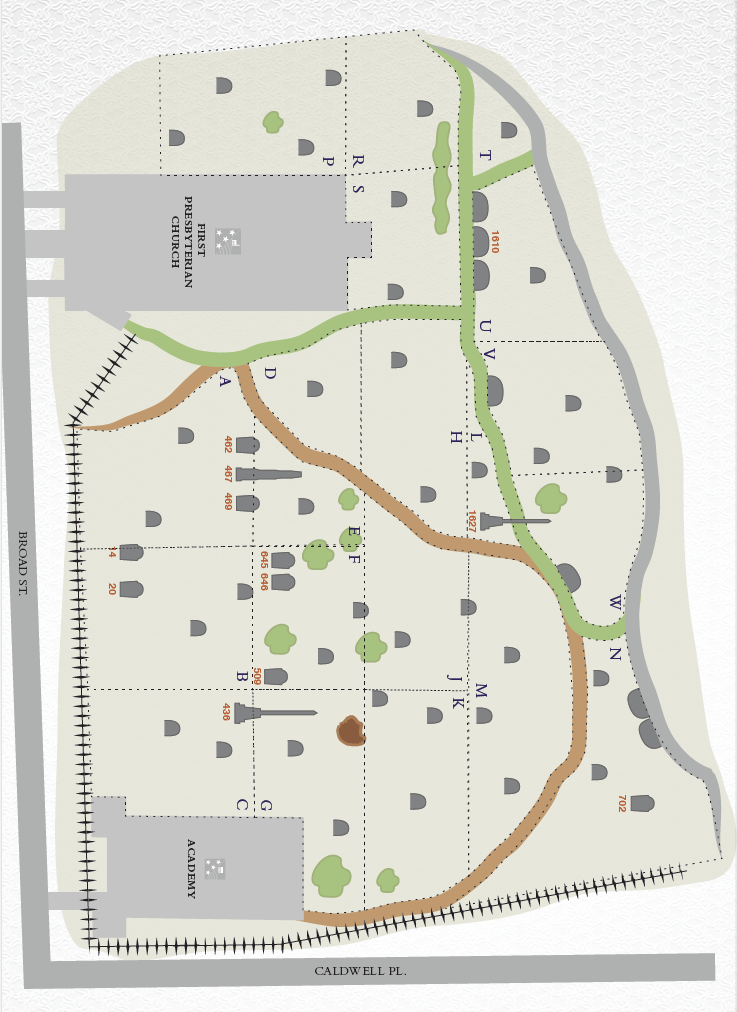 T
R
P
S
1610
FIRST
PRESBYTERIAN
CHURCH
U
V
D
A
L
H
462
467
469
1627
E
F
14
645
646
20
BROAD ST.
W
N
B
509
J
M
K
436
702
C
G
ACADEMY
CALDWELL PL.